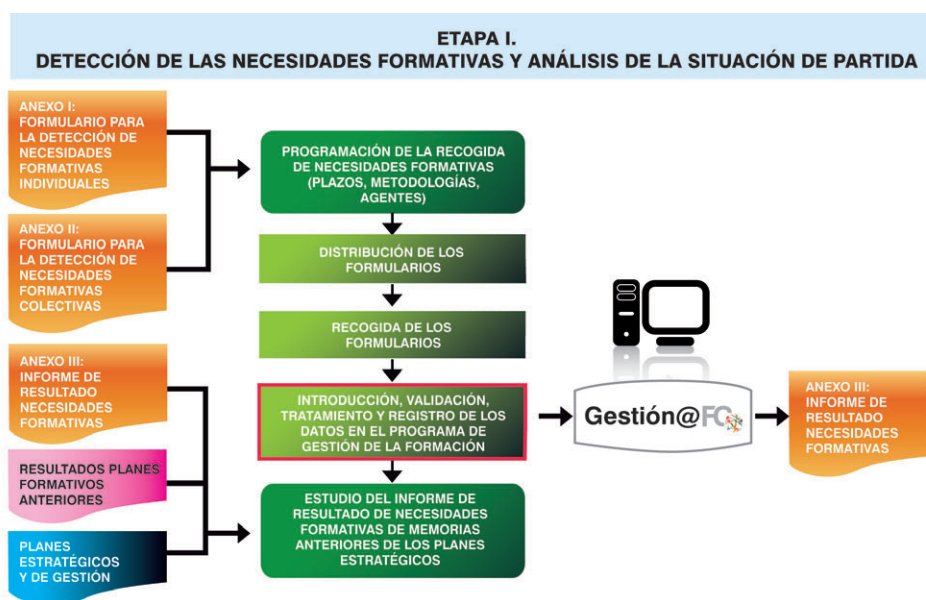 ETAPA I.
DETECCIÓN DE LAS NECESIDADES FORMATIVAS Y ANÁLISIS DE LA SITUACIÓN DE PARTIDA
ANEXO I:
FORMULARIO PARA
LA DETECCIÓN DE
NECESIDADES
FORMATIVAS
INDIVIDUALES
ANEXO II:
FORMULARIO PARA
LA DETECCIÓN DE
NECESIDADES
FORMATIVAS
COLECTIVAS
ANEXO III:
INFORME DE
RESULTADO
NECESIDADES
FORMATIVAS
RESULTADOS PLANES
FORMATIVOS
ANTERIORES
PLANES
ESTRATÉGICOS
Y DE GESTIÓN
PROGRAMACIÓN DE LA RECOGIDA
DE NECESIDADES FORMATIVAS
(PLAZOS, METODOLOGÍAS,
AGENTES)
DISTRIBUCIÓN DE LOS
FORMULARIOS
RECOGIDA DE LOS
FORMULARIOS
INTRODUCCIÓN, VALIDACIÓN,
TRATAMIENTO Y REGISTRO DE LOS
DATOS EN EL PROGRAMA DE
GESTIÓN DE LA FORMACIÓN
ESTUDIO DEL INFORME DE
RESULTADO DE NECESIDADES
FORMATIVAS DE MEMORIAS
ANTERIORES DE LOS PLANES
ESTRATÉGICOS
Gestión@FC
ANEXO III:
INFORME DE
RESULTADO
NECESIDADES
FORMATIVAS